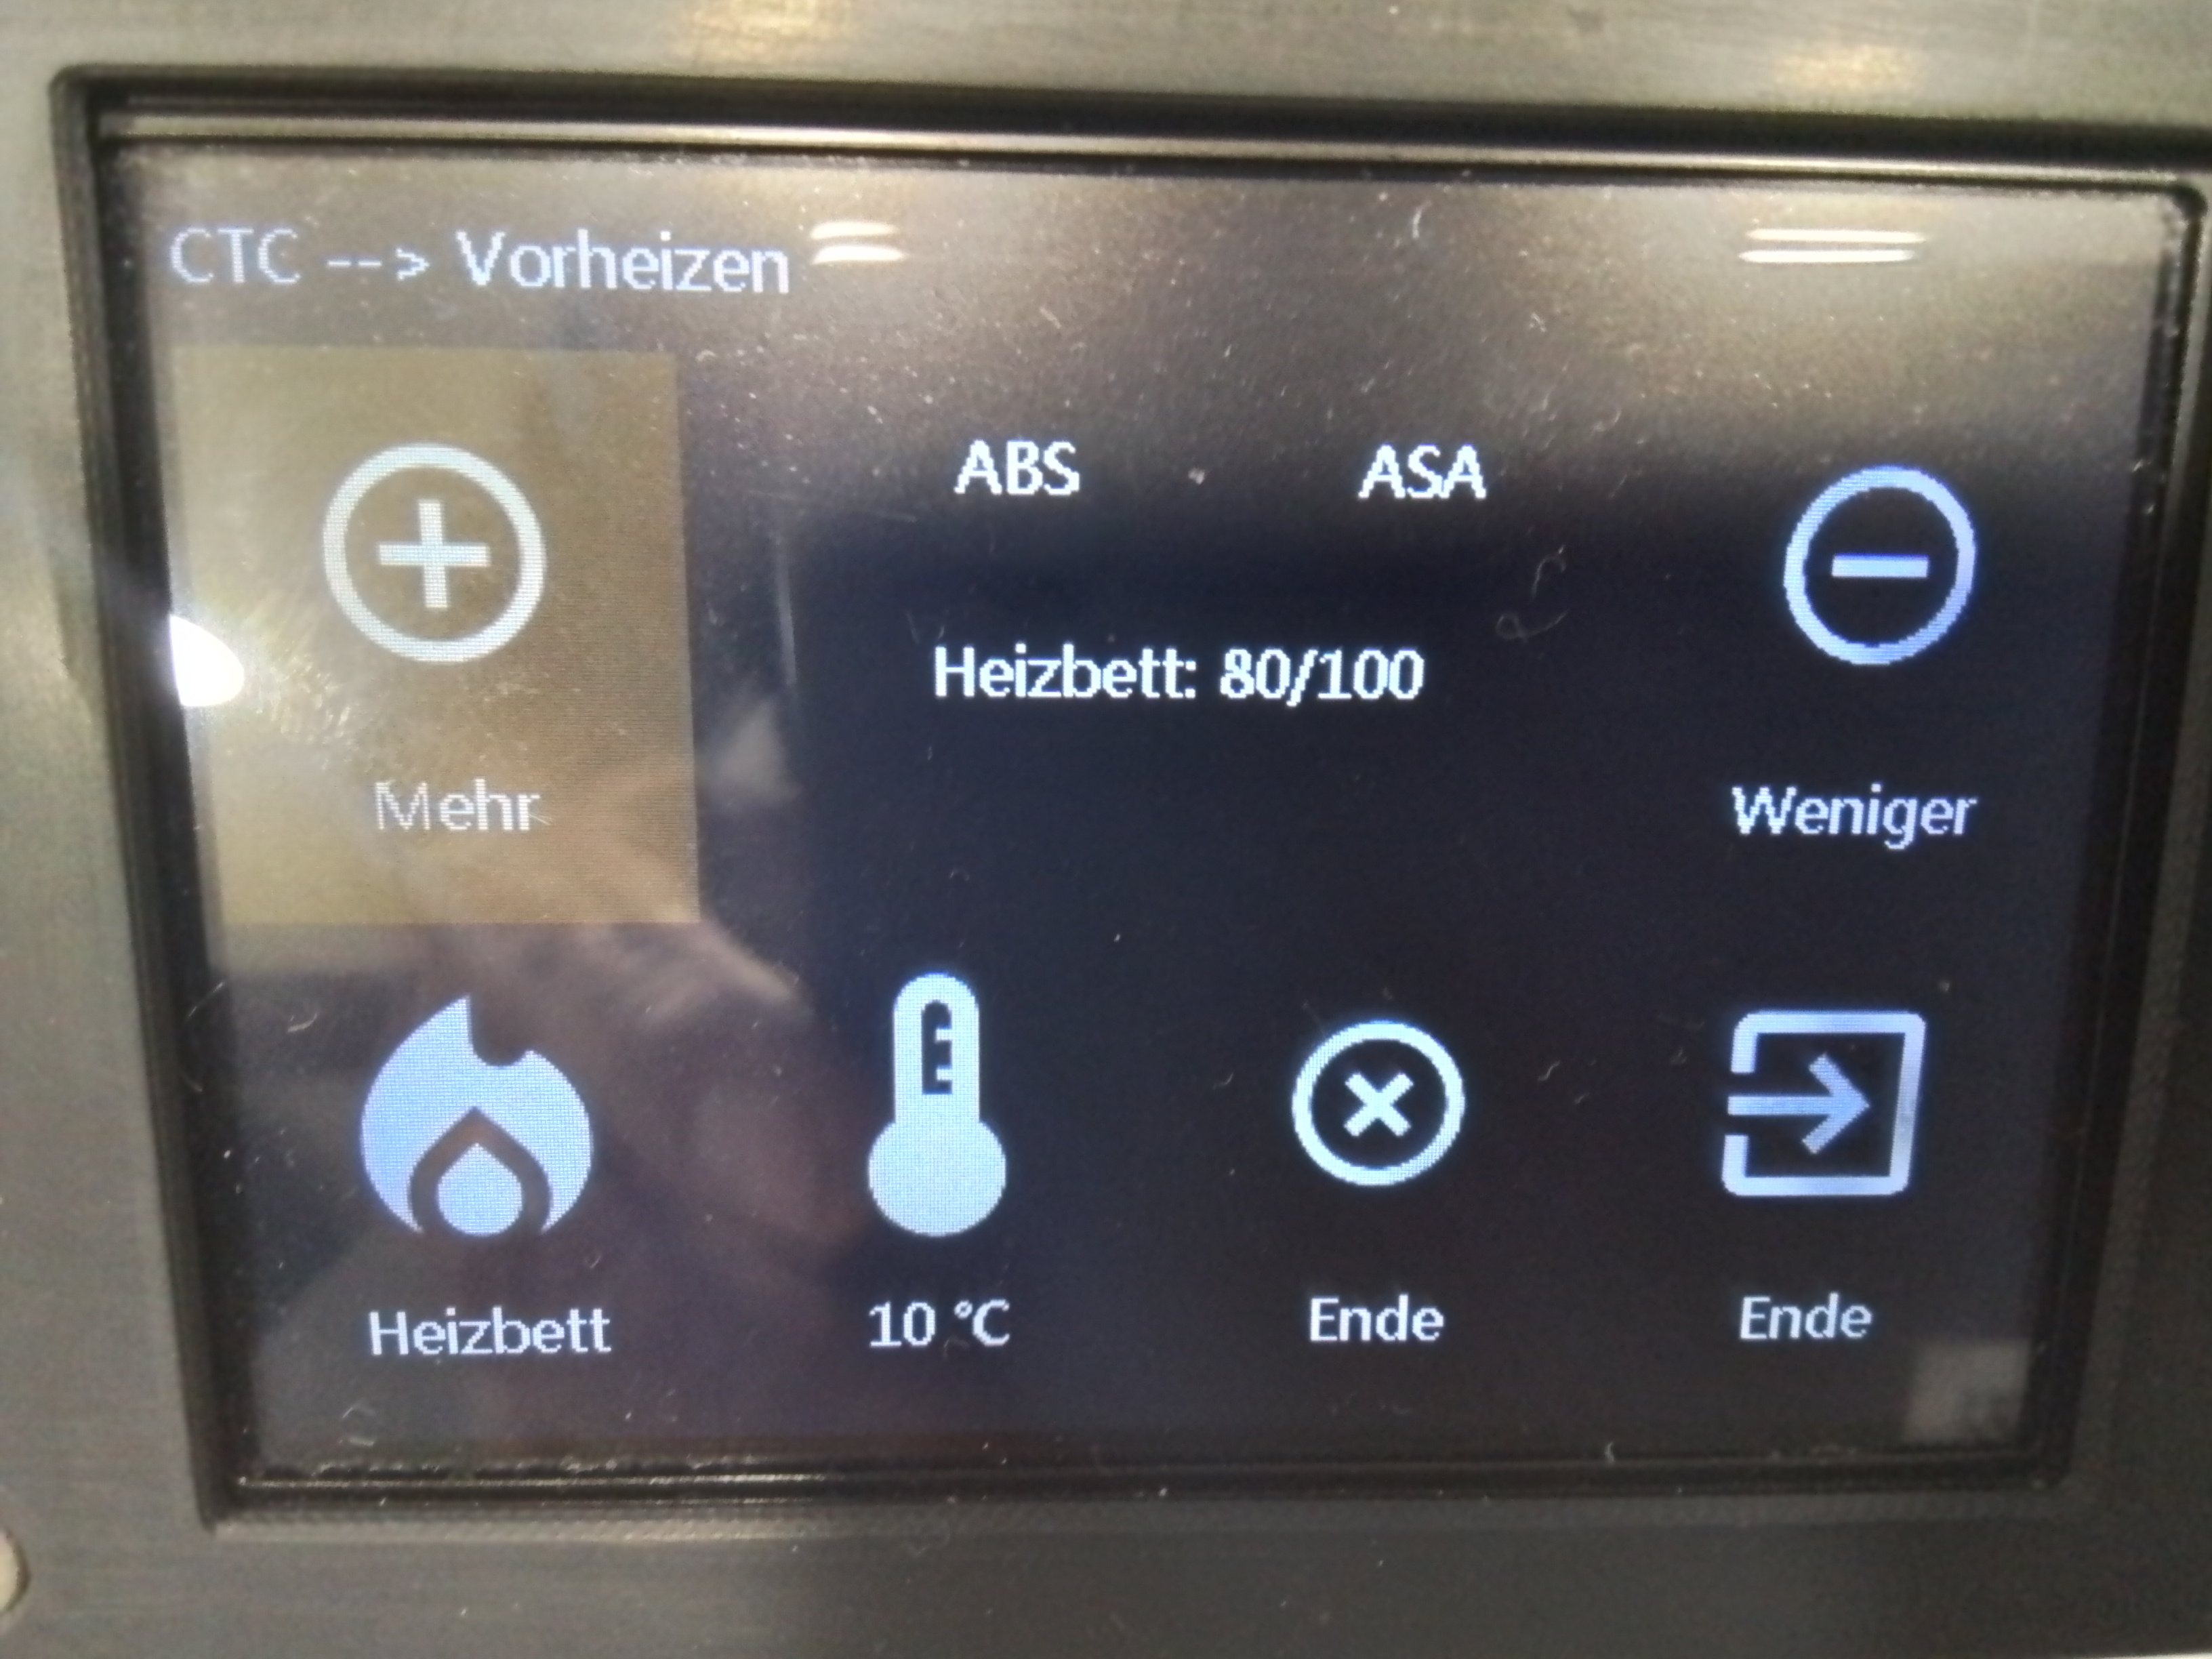 CTC --> Vorheizen
ABS ASA
Heizbett: 80/100
Mehr Weniger
Heizbett 10 °C Ende Ende